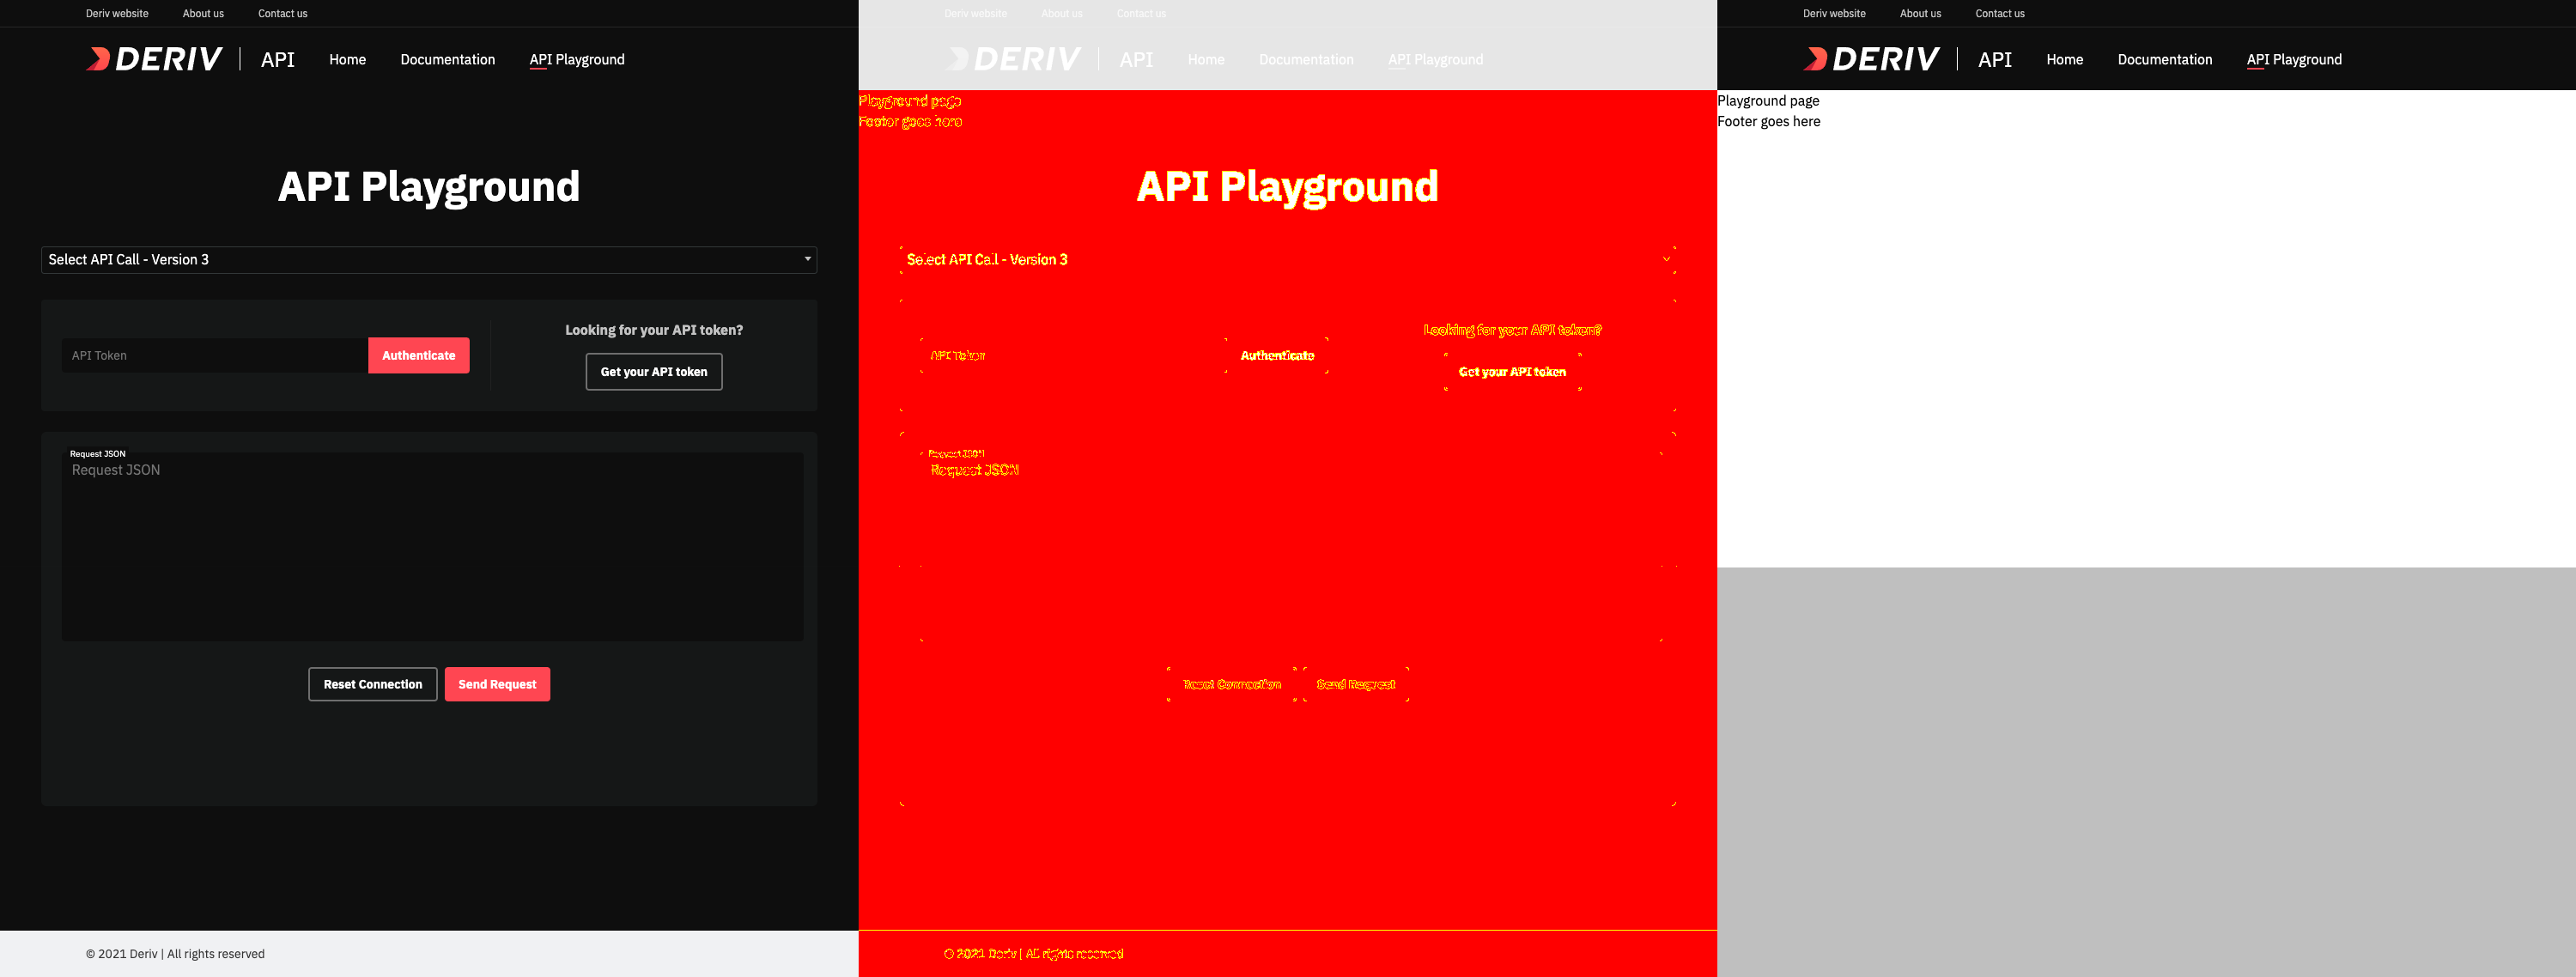 Deriv website About us Contact us
DERIV API Home Documentation API Playground
API Playground
Select API Call - Version 3
API Token Authenticate
Looking for your API token?
Get your API token
Request JSON
Request JSON
Reset Connection Send Request
© 2021 Deriv | All rights reserved
Deriv website About us Contact us
DERIV API Home Documentation API Playground
Playground page
Footer goes here
API Playground
Select API Call - Version 3
API Token Authenticate
Looking for your API token?
Get your API token
Request JSON
Request JSON
Reset Connection Send Request
© 2021 Deriv | All rights reserved
Deriv website About us Contact us
DERIV API Home Documentation API Playground
Playground page
Footer goes here